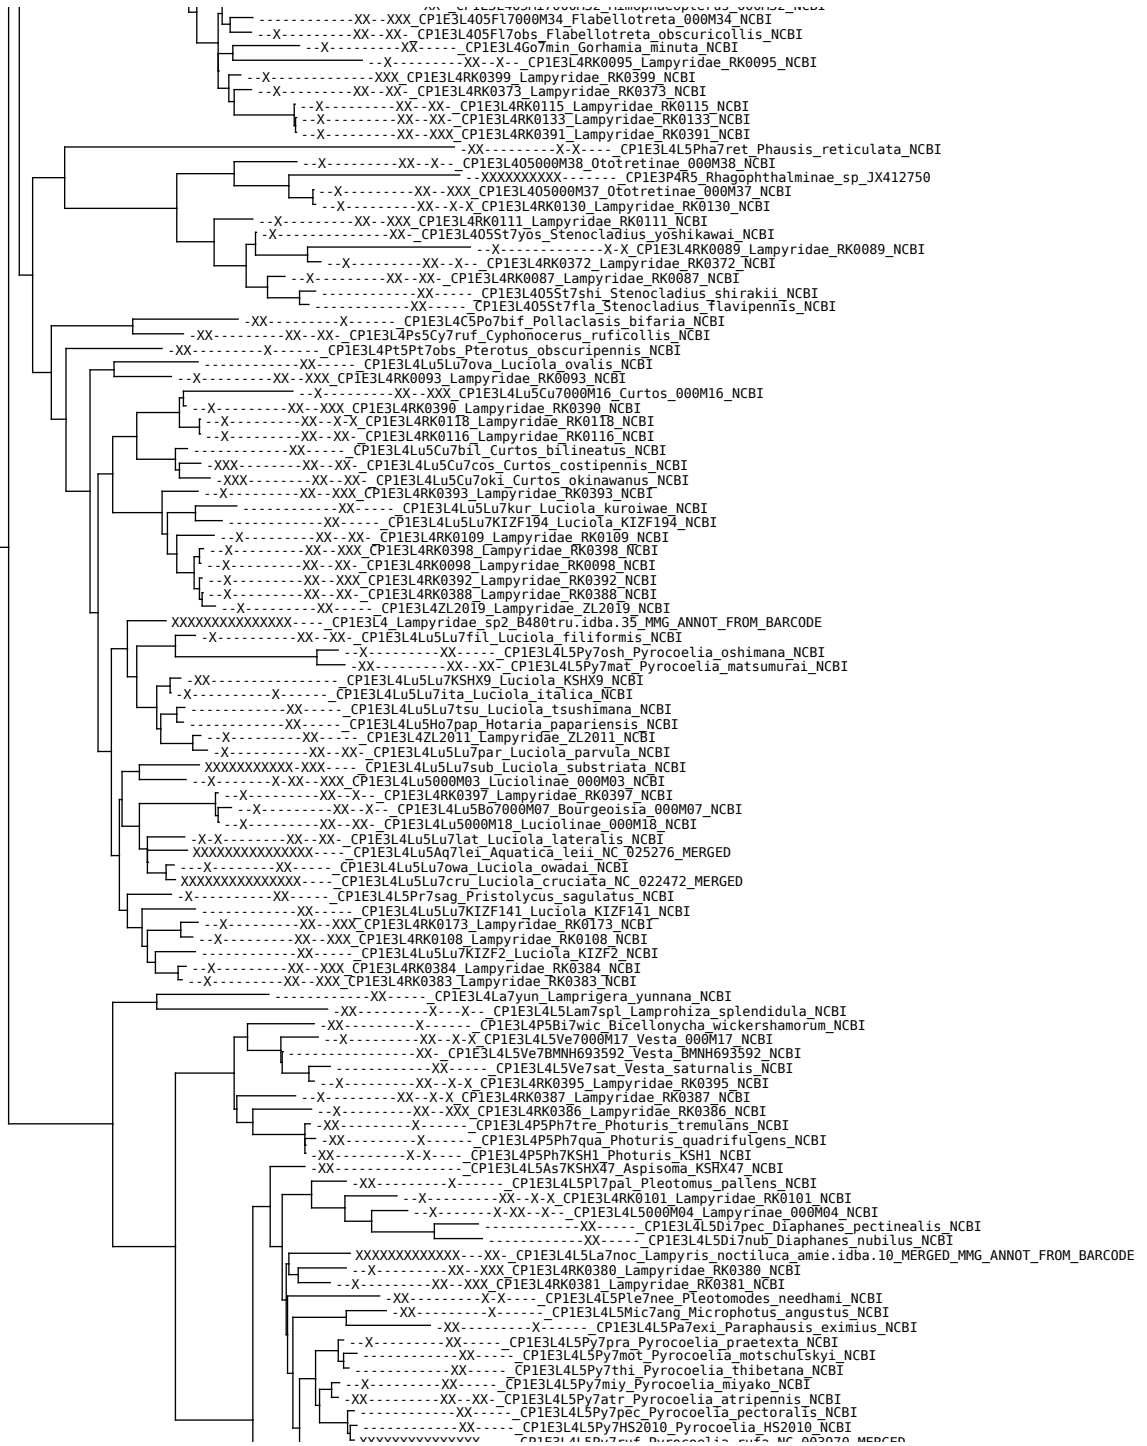 ------------XX--XXX_CP1E3L4O5Fl7000M34_Flabellotreta_000M34_NCBI
--X---------XX--XX-_CP1E3L4O5Fl7obs_Flabellotreta_obscuricollis_NCBI
--X---------XX-----_CP1E3L4Go7min_Gorhamia_minuta_NCBI
--X---------XX--X--_CP1E3L4RK0095_Lampyridae_RK0095_NCBI
--X-------------XXX_CP1E3L4RK0399_Lampyridae_RK0399_NCBI
--X---------XX--XX-_CP1E3L4RK0373_Lampyridae_RK0373_NCBI
--X---------XX--XX-_CP1E3L4RK0115_Lampyridae_RK0115_NCBI
--X---------XX--XX-_CP1E3L4RK0133_Lampyridae_RK0133_NCBI
--X---------XX--XXX_CP1E3L4RK0391_Lampyridae_RK0391_NCBI
-XX---------X-X----_CP1E3L4L5Pha7ret_Phausis_reticulata_NCBI
--X---------XX--X--_CP1E3L4O5000M38_Ototretinae_000M38_NCBI
--XXXXXXXXXX-------_CP1E3P4R5_Rhagophthalminae_sp_JX412750
--X---------XX--XXX_CP1E3L4O5000M37_Ototretinae_000M37_NCBI
--X---------XX--X-X_CP1E3L4RK0130_Lampyridae_RK0130_NCBI
--X---------XX--XXX_CP1E3L4RK0111_Lampyridae_RK0111_NCBI
-X--------------XX-_CP1E3L4O5St7yos_Stenocladius_yoshikawai_NCBI
--X-------------X-X_CP1E3L4RK0089_Lampyridae_RK0089_NCBI
--X---------XX--X--_CP1E3L4RK0372_Lampyridae_RK0372_NCBI
--X---------XX--XX-_CP1E3L4RK0087_Lampyridae_RK0087_NCBI
------------XX-----_CP1E3L4O5St7shi_Stenocladius_shirakii_NCBI
------------XX-----_CP1E3L4O5St7fla_Stenocladius_flavipennis_NCBI
-XX---------X------_CP1E3L4C5Po7bif_Pollaclasis_bifaria_NCBI
-XX---------XX--XX-_CP1E3L4Ps5Cy7ruf_Cyphonocerus_ruficollis_NCBI
-XX---------X------_CP1E3L4Pt5Pt7obs_Pterotus_obscuripennis_NCBI
------------XX-----_CP1E3L4Lu5Lu7ova_Luciola_ovalis_NCBI
--X---------XX--XXX_CP1E3L4RK0093_Lampyridae_RK0093_NCBI
--X---------XX--XXX_CP1E3L4Lu5Cu7000M16_Curtos_000M16_NCBI
--X---------XX--XXX_CP1E3L4RK0390_Lampyridae_RK0390_NCBI
--X---------XX--X-X_CP1E3L4RK0118_Lampyridae_RK0118_NCBI
--X---------XX--XX-_CP1E3L4RK0116_Lampyridae_RK0116_NCBI
------------XX-----_CP1E3L4Lu5Cu7bil_Curtos_bilineatus_NCBI
-XXX--------XX--XX-_CP1E3L4Lu5Cu7cos_Curtos_costipennis_NCBI
-XXX--------XX--XX-_CP1E3L4Lu5Cu7oki_Curtos_okinawanus_NCBI
--X---------XX--XXX_CP1E3L4RK0393_Lampyridae_RK0393_NCBI
------------XX-----_CP1E3L4Lu5Lu7kur_Luciola_kuroiwae_NCBI
------------XX-----_CP1E3L4Lu5Lu7KIZF194_Luciola_KIZF194_NCBI
--X---------XX--XX-_CP1E3L4RK0109_Lampyridae_RK0109_NCBI
--X---------XX--XXX_CP1E3L4RK0398_Lampyridae_RK0398_NCBI
--X---------XX--XX-_CP1E3L4RK0098_Lampyridae_RK0098_NCBI
--X---------XX--XXX_CP1E3L4RK0392_Lampyridae_RK0392_NCBI
--X---------XX--XXX_CP1E3L4RK0388_Lampyridae_RK0388_NCBI
--X---------XX-----_CP1E3L4ZL2019_Lampyridae_ZL2019_NCBI
XXXXXXXXXXXXXXX----_CP1E3L4_Lampyridae_sp2_B480tru.idba.35_MMG_ANNOT_FROM_BARCODE
-X----------XX--XX-_CP1E3L4Lu5Lu7fil_Luciola_filiformis_NCBI
--X---------XX-----_CP1E3L4L5Py7osh_Pyrocoelia_oshimana_NCBI
-XX---------XX--XX-_CP1E3L4L5Py7mat_Pyrocoelia_matsumurai_NCBI
-XX----------------_CP1E3L4Lu5Lu7KSHX9_Luciola_KSHX9_NCBI
-X----------X------_CP1E3L4Lu5Lu7ita_Luciola_italica_NCBI
------------XX-----_CP1E3L4Lu5Lu7tsu_Luciola_tsushimana_NCBI
------------XX-----_CP1E3L4Lu5Ho7pap_Hotaria_papariensis_NCBI
--X---------XX-----_CP1E3L4ZL2011_Lampyridae_ZL2011_NCBI
-X----------XX--XX-_CP1E3L4Lu5Lu7par_Luciola_parvula_NCBI
XXXXXXXXXXX-XXX----_CP1E3L4Lu5Lu7sub_Luciola_substriata_NCBI
--X-------X-XX--XXX_CP1E3L4Lu5000M03_Luciolinae_000M03_NCBI
--X---------XX--X--_CP1E3L4RK0397_Lampyridae_RK0397_NCBI
--X---------XX--X--_CP1E3L4Lu5Bo7000M07_Bourgeoisia_000M07_NCBI
--X---------XX--XX-_CP1E3L4Lu5000M18_Luciolinae_000M18_NCBI
-X-X--------XX--XX-_CP1E3L4Lu5Lu7lat_Luciola_lateralis_NCBI
XXXXXXXXXXXXXXX----_CP1E3L4Lu5Aq7lei_Aquatica_leii_NC_025276_MERGED
---X--------XX-----_CP1E3L4Lu5Lu7owa_Luciola_owadai_NCBI
XXXXXXXXXXXXXXX----_CP1E3L4Lu5Lu7cru_Luciola_cruciata_NC_022472_MERGED
-X----------XX-----_CP1E3L4L5Pr7sag_Pristolycus_sagulatus_NCBI
------------XX-----_CP1E3L4Lu5Lu7KIZF141_Luciola_KIZF141_NCBI
--X---------XX--XXX_CP1E3L4RK0173_Lampyridae_RK0173_NCBI
--X---------XX--XXX_CP1E3L4RK0108_Lampyridae_RK0108_NCBI
------------XX-----_CP1E3L4Lu5Lu7KIZF2_Luciola_KIZF2_NCBI
--X---------XX--XXX_CP1E3L4RK0384_Lampyridae_RK0384_NCBI
--X---------XX--XXX_CP1E3L4RK0383_Lampyridae_RK0383_NCBI
------------XX-----_CP1E3L4La7yun_Lamprigera_yunnana_NCBI
-XX---------X---X--_CP1E3L4L5Lam7spl_Lamprohiza_splendidula_NCBI
-XX---------X------_CP1E3L4P5Bi7wic_Bicellonycha_wickershamorum_NCBI
--X---------XX--X-X_CP1E3L4L5Ve7000M17_Vesta_000M17_NCBI
----------------XX-_CP1E3L4L5Ve7BMNH693592_Vesta_BMNH693592_NCBI
------------XX-----_CP1E3L4L5Ve7sat_Vesta_saturnalis_NCBI
--X---------XX--X-X_CP1E3L4RK0395_Lampyridae_RK0395_NCBI
--X---------XX--X-X_CP1E3L4RK0387_Lampyridae_RK0387_NCBI
--X---------XX--XXX_CP1E3L4RK0386_Lampyridae_RK0386_NCBI
-XX---------X------_CP1E3L4P5Ph7tre_Photuris_tremulans_NCBI
-XX---------X------_CP1E3L4P5Ph7qua_Photuris_quadrifulgens_NCBI
-XX---------X-X----_CP1E3L4P5Ph7KSH1_Photuris_KSH1_NCBI
-XX----------------_CP1E3L4L5As7KSHX47_Aspisoma_KSHX47_NCBI
-XX---------X------_CP1E3L4L5Pl7pal_Pleotomus_pallens_NCBI
--X---------XX--X-X_CP1E3L4RK0101_Lampyridae_RK0101_NCBI
--X-------X-XX--X--_CP1E3L4L5000M04_Lampyrinae_000M04_NCBI
------------XX-----_CP1E3L4L5Di7pec_Diaphanes_pectinealis_NCBI
------------XX-----_CP1E3L4L5Di7nub_Diaphanes_nubilus_NCBI
XXXXXXXXXXXXX---XX-_CP1E3L4L5La7noc_Lampyris_noctiluca_amie.idba.10_MERGED_MMG_ANNOT_FROM_BARCODE
--X---------XX--XXX_CP1E3L4RK0380_Lampyridae_RK0380_NCBI
--X---------XX--XXX_CP1E3L4RK0381_Lampyridae_RK0381_NCBI
-XX---------X-X----_CP1E3L4L5Ple7nee_Pleotomodes_needhami_NCBI
-XX---------X------_CP1E3L4L5Mic7ang_Microphotus_angustus_NCBI
-XX---------X------_CP1E3L4L5Pa7exi_Paraphausis_eximius_NCBI
--X---------XX-----_CP1E3L4L5Py7pra_Pyrocoelia_praetexta_NCBI
------------XX-----_CP1E3L4L5Py7mot_Pyrocoelia_motschulskyi_NCBI
------------XX-----_CP1E3L4L5Py7thi_Pyrocoelia_thibetana_NCBI
--X---------XX-----_CP1E3L4L5Py7miy_Pyrocoelia_miyako_NCBI
-XX---------XX--XX-_CP1E3L4L5Py7atr_Pyrocoelia_atripennis_NCBI
------------XX-----_CP1E3L4L5Py7pec_Pyrocoelia_pectoralis_NCBI
------------XX-----_CP1E3L4L5Py7HS2010_Pyrocoelia_HS2010_NCBI
XXXXXXXXXXXXXXX----_CP1E3L4L5Py7ruf_Pyrocoelia_rufa_NC_003970_MERGED